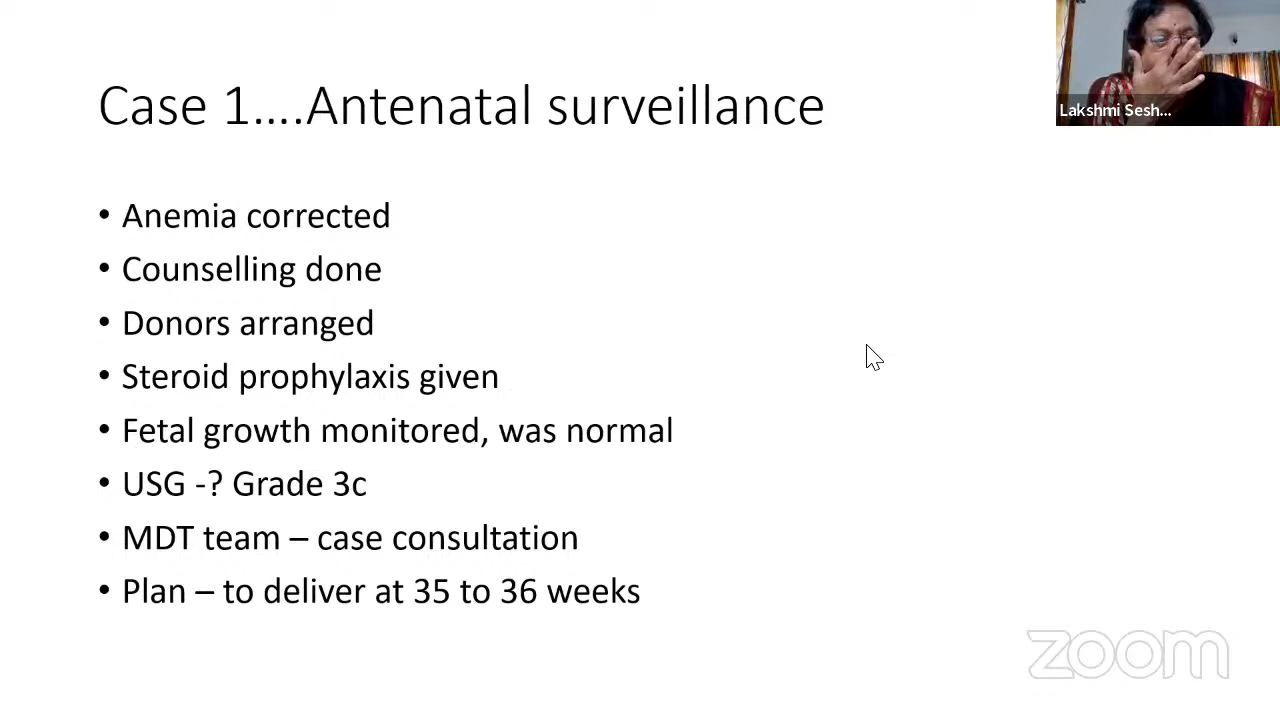 Case 1....Antenatal surveillance
Lakshmi Sesh...
• Anemia corrected
• Counselling done
• Donors arranged
• Steroid prophylaxis given
• Fetal growth monitored, was normal
• USG -? Grade 3c
• MDT team – case consultation
• Plan – to deliver at 35 to 36 weeks
zoom